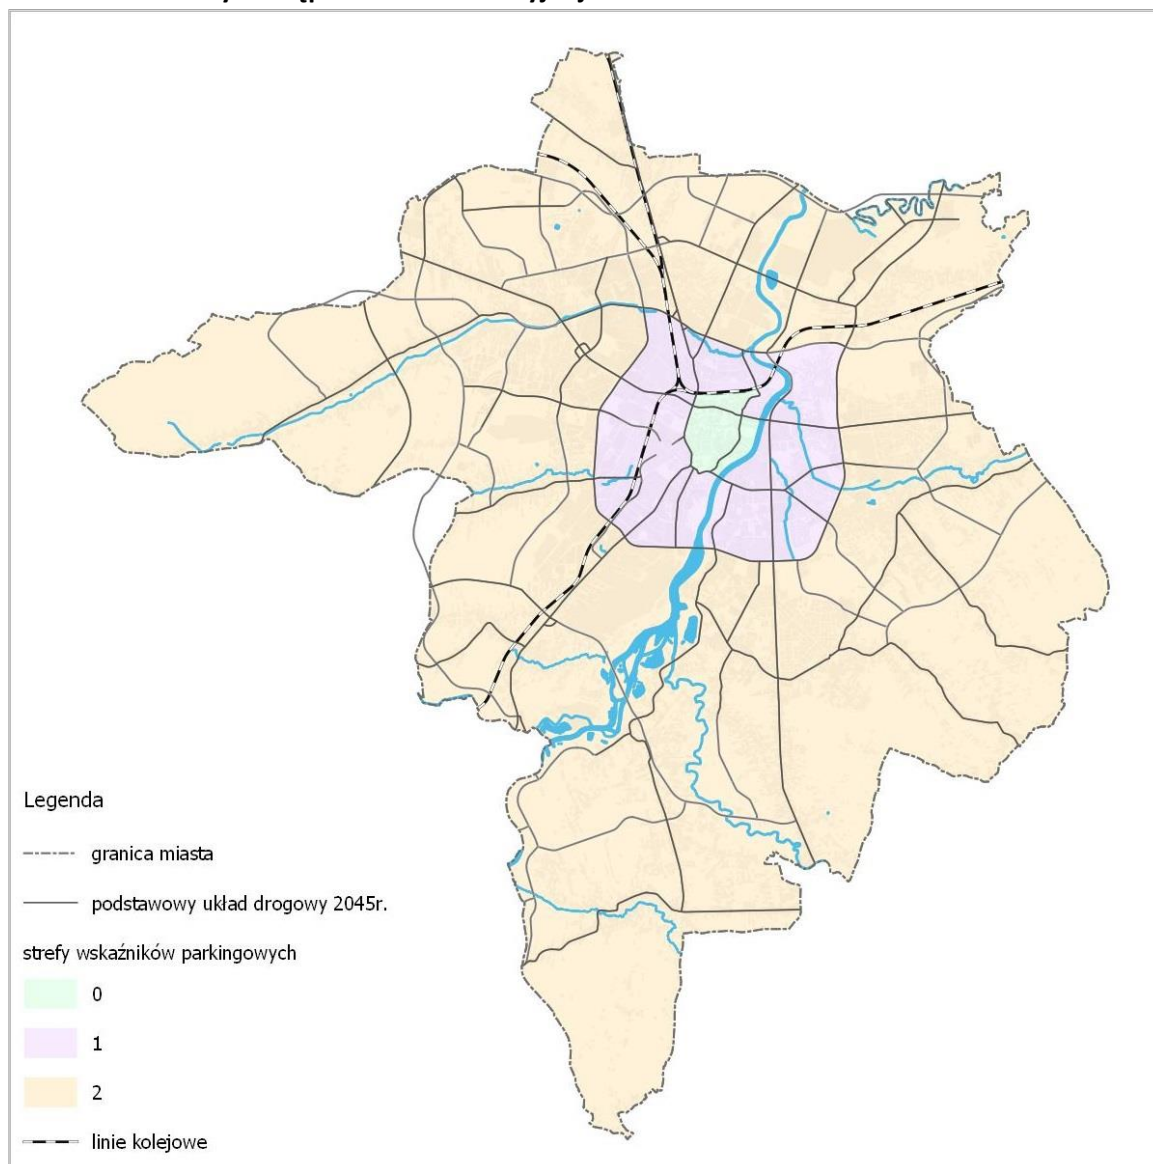 Legenda
granica miasta
podstawowy układ drogowy 2045r.
strefy wskaźników parkingowych
0
1
2
linie kolejowe